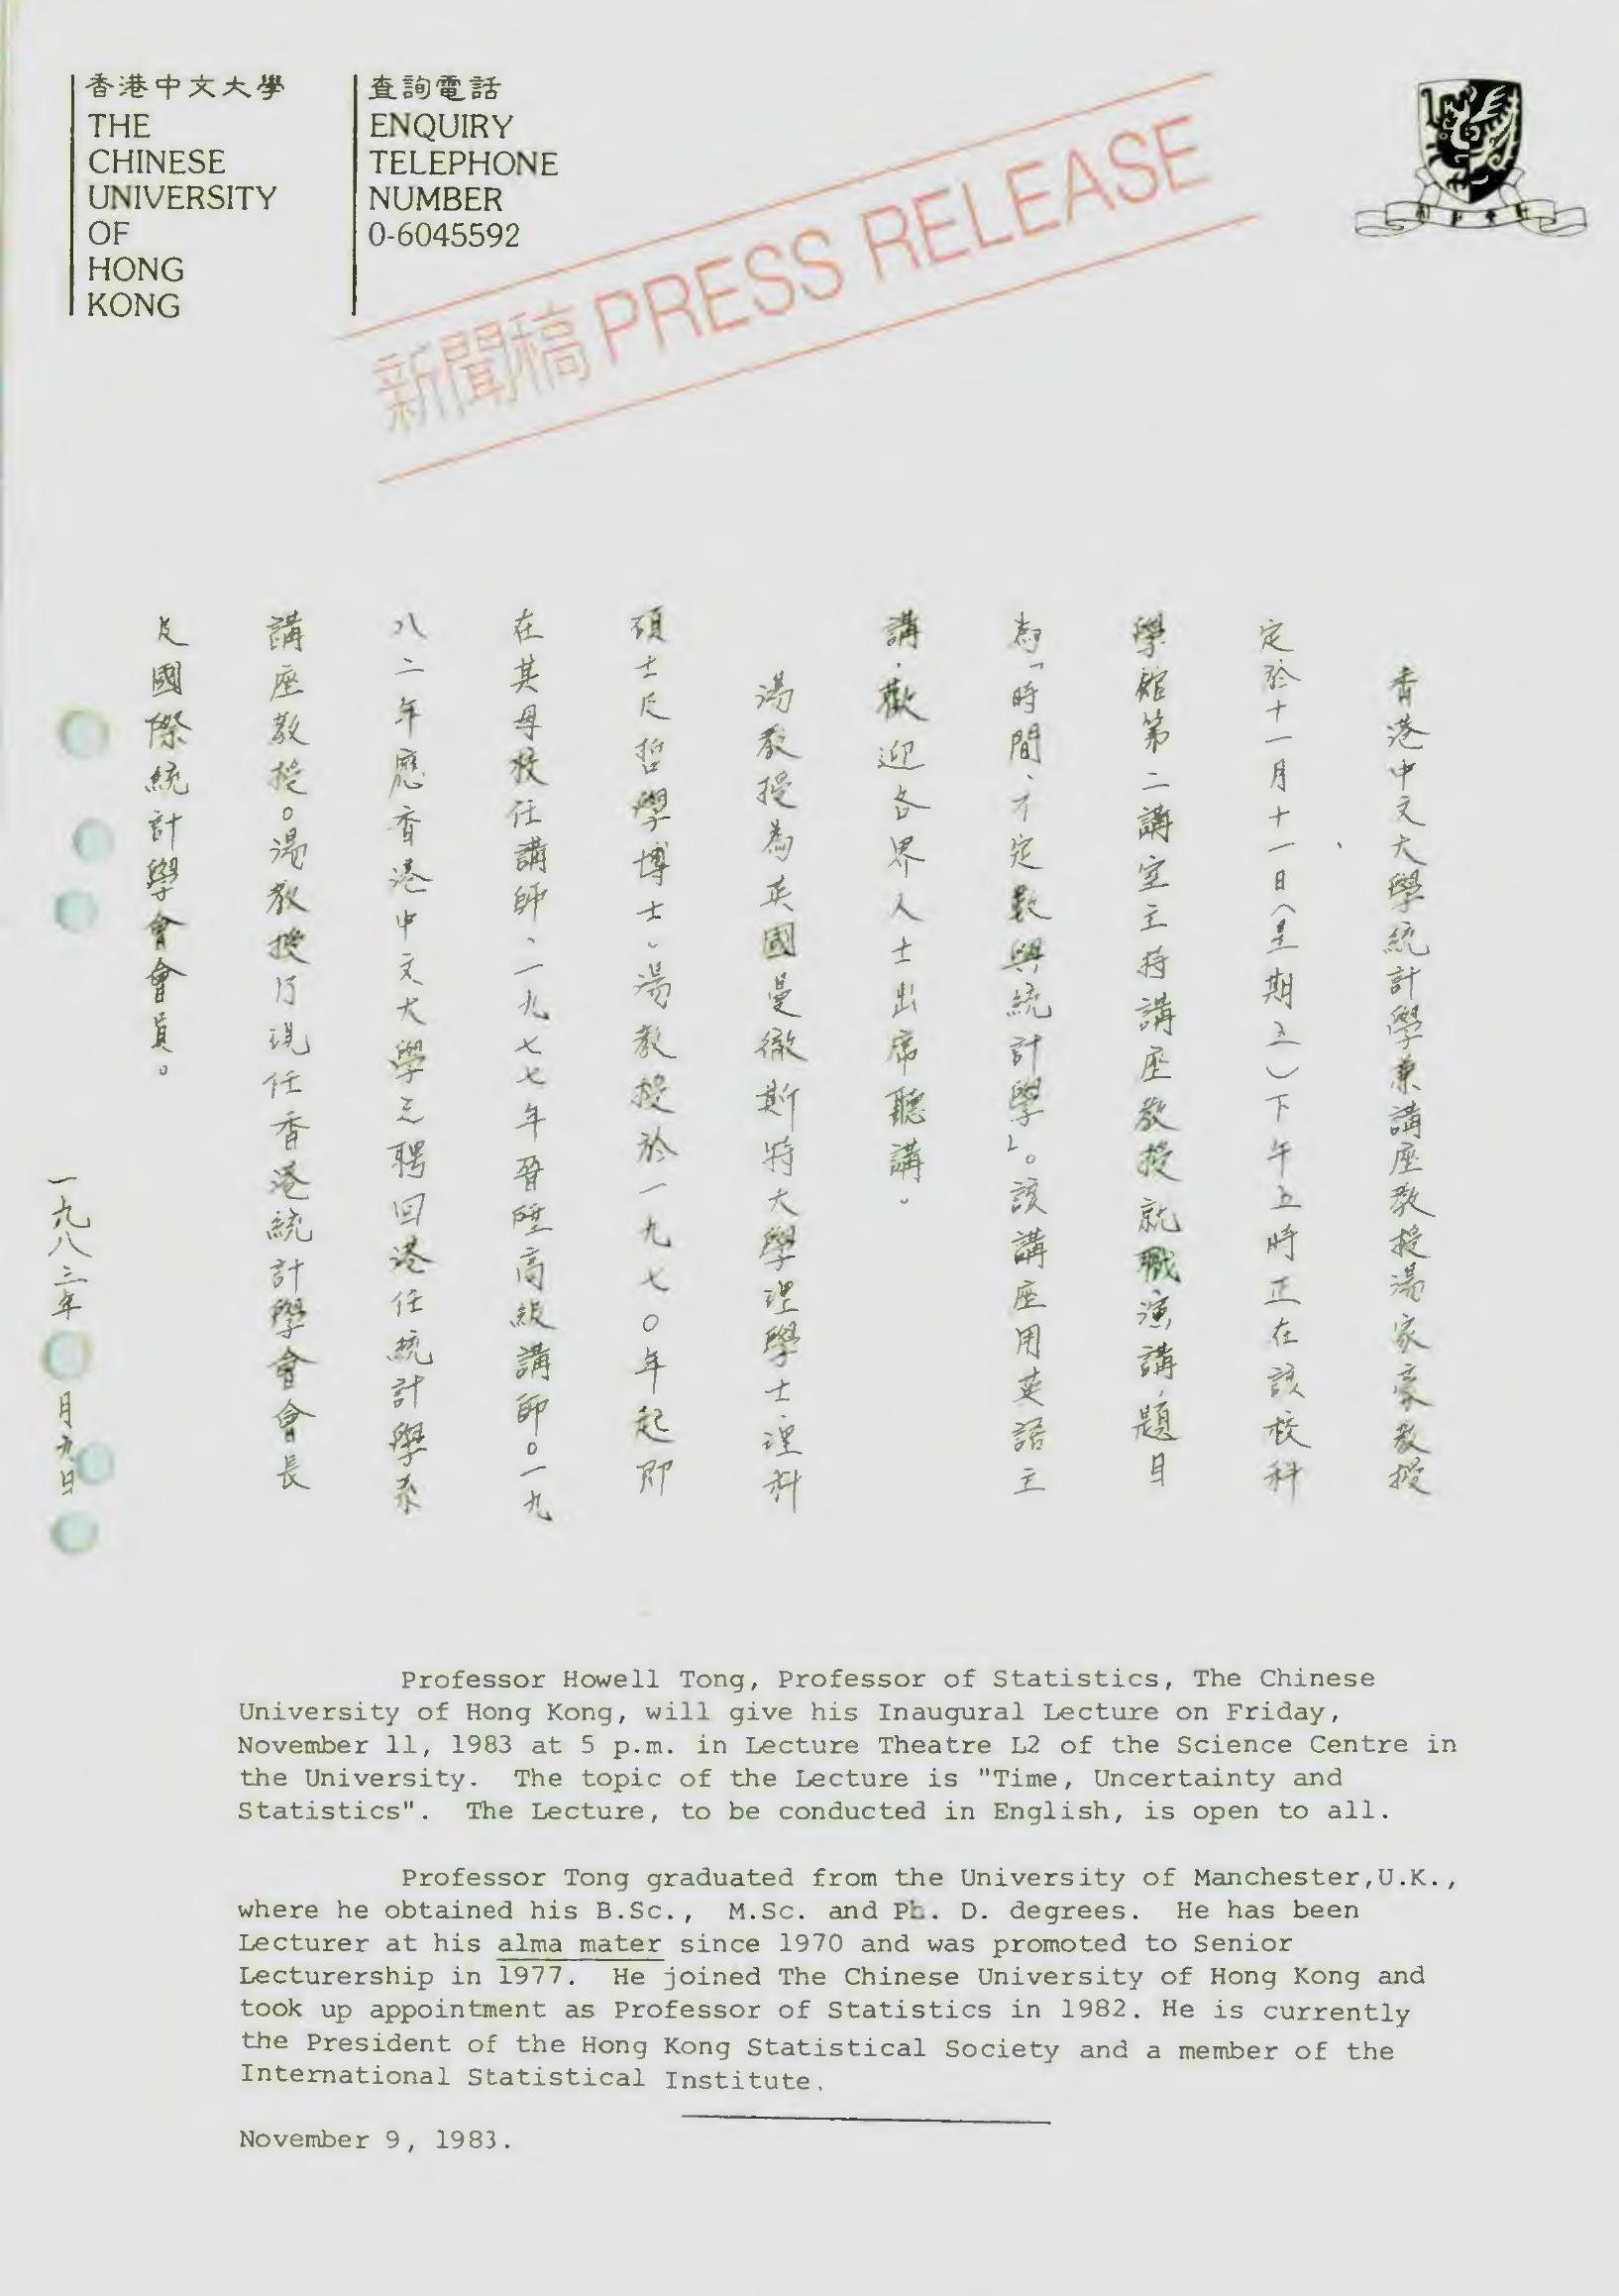 香港中文大學
THE
CHINESE
UNIVERSITY
OF
HONG
KONG
查詢電話
ENQUIRY
TELEPHONE
NUMBER
0-6045592
新聞稿 PRESS RELEASE
香港中文大學統計學兼講座教授湯家豪教授
定於十一月十一日(星期五)下午五時正在該校科
學館第二講室主持講座教授就職演講,題目
為「時間、不定數與統計學」。該講座用英語主
講,歡迎各界人士出席聽講。
湯教授為英國曼徹斯特大學理學士、理科
碩士及哲學博士。湯教授於一九七〇年起即
在其母校任講師、一九七七年晉陞高級講師。一九
八二年應香港中文大學之聘回港任統計學系
講座教授。湯教授乃現任香港統計學會會長
及國際統計學會會員。
一九八三年 月九日
Professor Howell Tong, Professor of Statistics, The Chinese
University of Hong Kong, will give his Inaugural Lecture on Friday,
November 11, 1983 at 5 p.m. in Lecture Theatre L2 of the Science Centre in
the University. The topic of the Lecture is "Time, Uncertainty and
Statistics". The Lecture, to be conducted in English, is open to all.
Professor Tong graduated from the University of Manchester,U.K.,
where he obtained his B.Sc., M.Sc. and Ph. D. degrees. He has been
Lecturer at his alma mater since 1970 and was promoted to Senior
Lecturership in 1977. He joined The Chinese University of Hong Kong and
took up appointment as Professor of Statistics in 1982. He is currently
the President of the Hong Kong Statistical Society and a member of the
International Statistical Institute.
November 9, 1983.